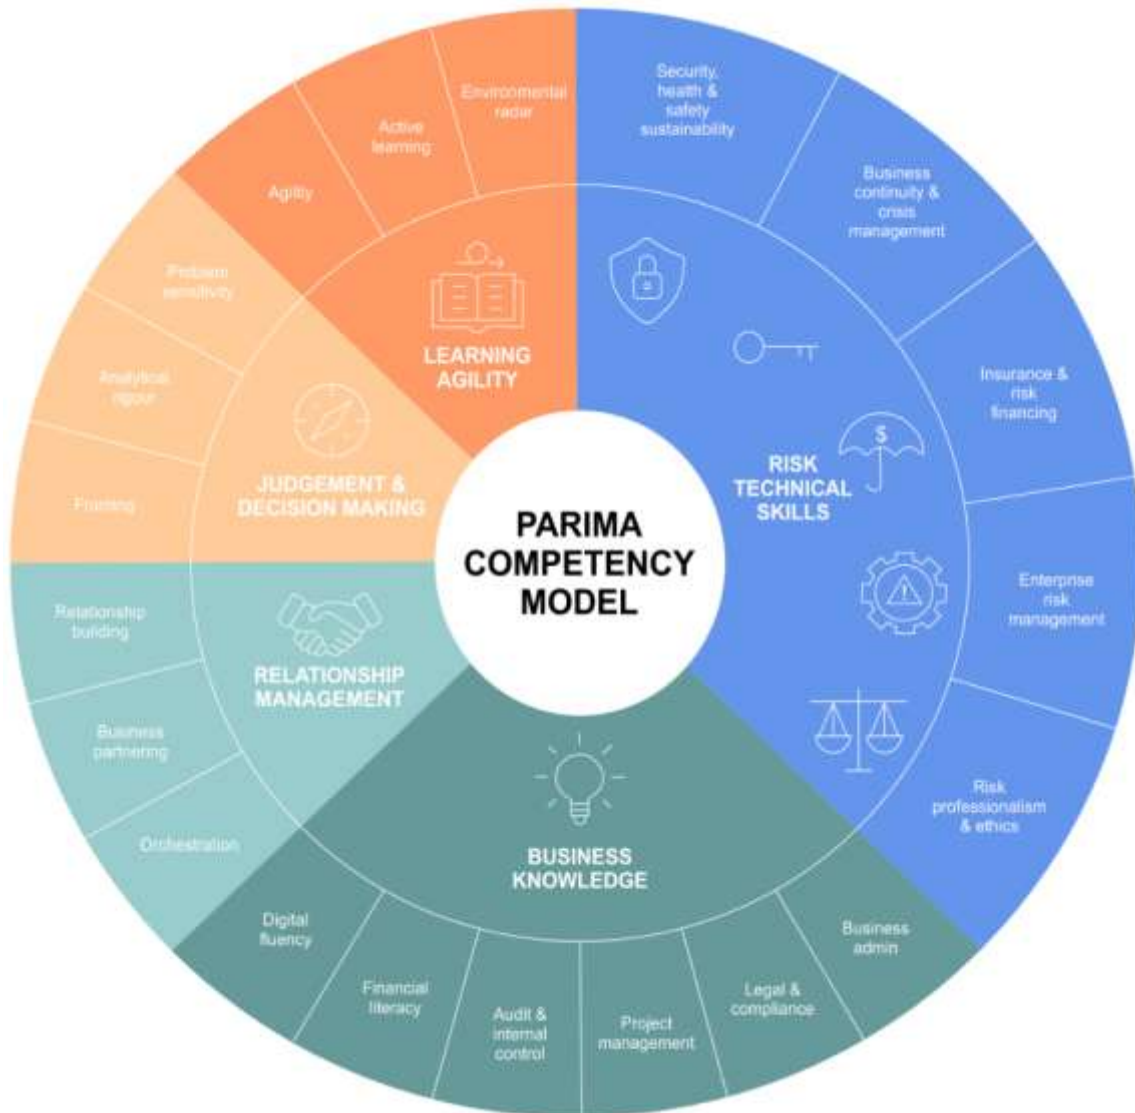 PARIMA
COMPETENCY
MODEL
RISK
TECHNICAL
SKILLS
Security,
health &
safety
sustainability
Business
continuity &
crisis
management
$
Insurance &
risk
financing
Enterprise
risk
management
!
Risk
professionalism
& ethics
BUSINESS
KNOWLEDGE
Business
admin
Legal &
compliance
Project
management
Audit &
internal
control
Financial
literacy
Digital
fluency
RELATIONSHIP
MANAGEMENT
Orchestration
Business
partnering
Relationship
building
JUDGEMENT &
DECISION MAKING
Framing
Analytical
rigour
Problem
sensitivity
LEARNING
AGILITY
Agility
Active
learning
Environmental
radar